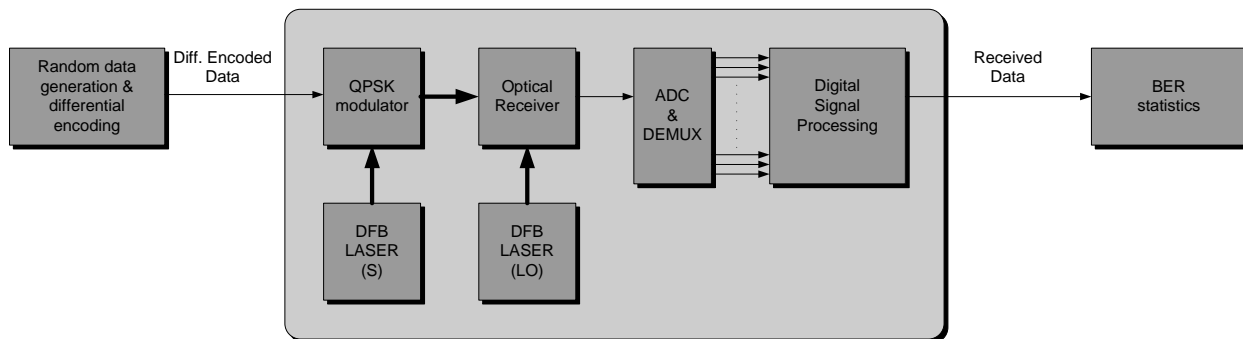 Random data
generation &
differential
encoding
Diff. Encoded
Data
QPSK
modulator
Optical
Receiver
ADC
&
DEMUX
Digital
Signal
Processing
Received
Data
BER
statistics
DFB
LASER
(S)
DFB
LASER
(LO)